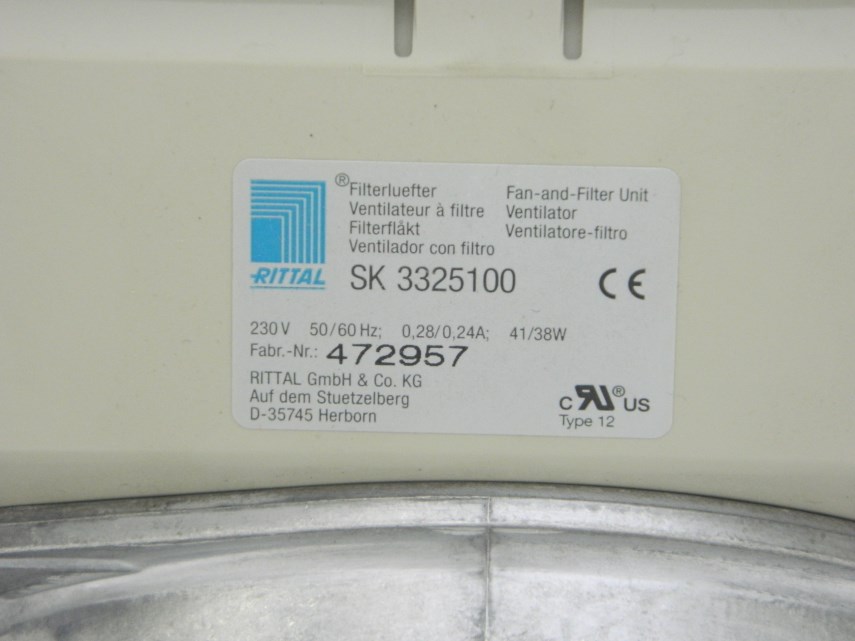 RITTAL
®
Filterluefter
Ventilateur à filtre
Filterfläkt
Ventilador con filtro
Fan-and-Filter Unit
Ventilator
Ventilatore-filtro
SK 3325100
CE
230 V 50/60 Hz; 0,28/0,24A; 41/38W
Fabr.-Nr.: 472957
RITTAL GmbH & Co. KG
Auf dem Stuetzelberg
D-35745 Herborn
C RU® US
Type 12